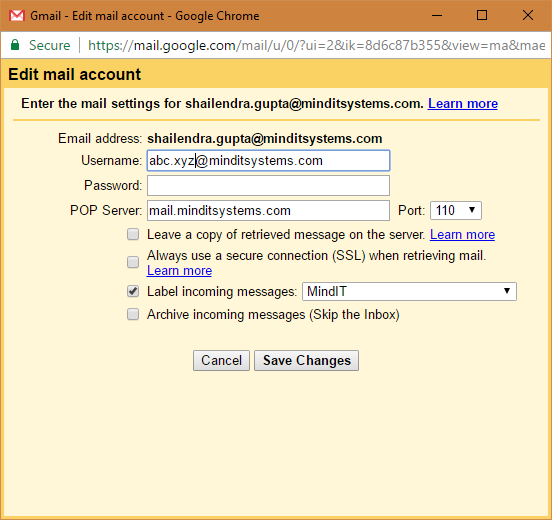 Gmail - Edit mail account - Google Chrome
Secure https://mail.google.com/mail/u/0/?ui=2&ik=8d6c87b355&view=ma&mae
Edit mail account
Enter the mail settings for shailendra.gupta@minditsystems.com. Learn more
Email address: shailendra.gupta@minditsystems.com
Username: abc.xyz@minditsystems.com
Password:
POP Server: mail.minditsystems.com Port: 110
Leave a copy of retrieved message on the server. Learn more
Always use a secure connection (SSL) when retrieving mail.
Learn more
Label incoming messages: MindIT
Archive incoming messages (Skip the Inbox)
Cancel Save Changes